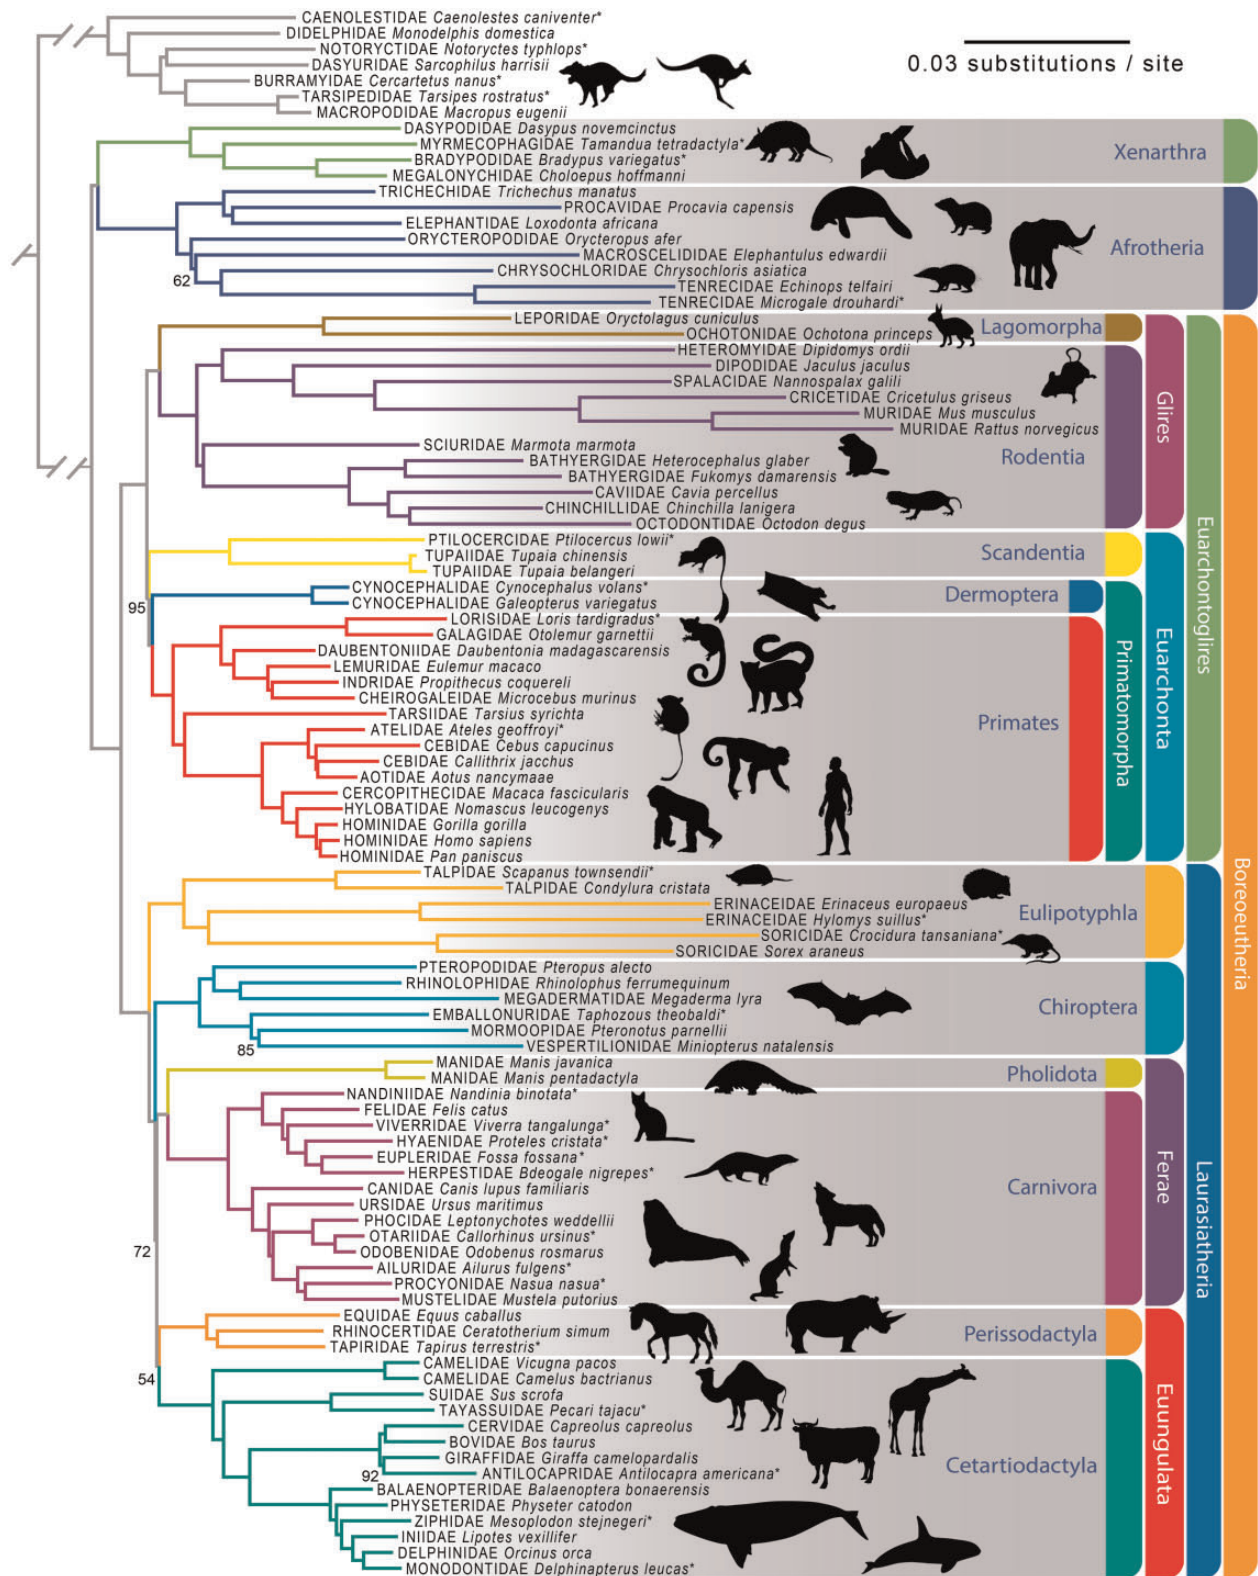 CAENOLESTIDAE Caenolestes caniventer*
DIDELPHIDAE Monodelphis domestica
NOTORYCTIDAE Notoryctes typhlops*
DASYURIDAE Sarcophilus harrisii
BURRAMYIDAE Cercartetus nanus*
TARSIPEDIDAE Tarsipes rostratus*
MACROPODIDAE Macropus eugenii
0.03 substitutions / site
DASYPODIDAE Dasypus novemcinctus
MYRMECOPHAGIDAE Tamandua tetradactyla*
BRADYPODIDAE Bradypus variegatus*
MEGALONYCHIDAE Choloepus hoffmanni
Xenarthra
TRICHECHIDAE Trichechus manatus
PROCAVIDAE Procavia capensis
ELEPHANTIDAE Loxodonta africana
ORYCTEROPODIDAE Orycteropus afer
MACROSCELIDIDAE Elephantulus edwardii
CHRYSOCHLORIDAE Chrysochloris asiatica
TENRECIDAE Echinops telfairi
TENRECIDAE Microgale drouhardi*
Afrotheria
62
LEPORIDAE Oryctolagus cuniculus
OCHOTONIDAE Ochotona princeps
Lagomorpha
HETEROMYIDAE Dipidomys ordii
DIPODIDAE Jaculus jaculus
SPALACIDAE Nannospalax galili
CRICETIDAE Cricetulus griseus
MURIDAE Mus musculus
MURIDAE Rattus norvegicus
SCIURIDAE Marmota marmota
BATHYERGIDAE Heterocephalus glaber
BATHYERGIDAE Fukomys damarensis
CAVIIDAE Cavia percellus
CHINCHILLIDAE Chinchilla lanigera
OCTODONTIDAE Octodon degus
Rodentia
Glires
PTILOCERCIDAE Ptilocercus lowii*
TUPAIIDAE Tupaia chinensis
TUPAIIDAE Tupaia belangeri
Scandentia
95
CYNOCEPHALIDAE Cynocephalus volans*
CYNOCEPHALIDAE Galeopterus variegatus
Dermoptera
LORISIDAE Loris tardigradus*
GALAGIDAE Otolemur garnettii
DAUBENTONIIDAE Daubentonia madagascarensis
LEMURIDAE Eulemur macaco
INDRIDAE Propithecus coquereli
CHEIROGALEIDAE Microcebus murinus
TARSIIDAE Tarsius syrichta
ATELIDAE Ateles geoffroyi*
CEBIDAE Cebus capucinus
CEBIDAE Callithrix jacchus
AOTIDAE Aotus nancymaae
CERCOPITHECIDAE Macaca fascicularis
HYLOBATIDAE Nomascus leucogenys
HOMINIDAE Gorilla gorilla
HOMINIDAE Homo sapiens
HOMINIDAE Pan paniscus
Primates
Primatomorpha
Euarchonta
Euarchontoglires
TALPIDAE Scapanus townsendii*
TALPIDAE Condylura cristata
ERINACEIDAE Erinaceus europaeus
ERINACEIDAE Hylomys suillus*
SORICIDAE Crocidura tansaniana*
SORICIDAE Sorex araneus
Eulipotyphla
Boreoeutheria
PTEROPODIDAE Pteropus alecto
RHINOLOPHIDAE Rhinolophus ferrumequinum
MEGADERMATIDAE Megaderma lyra
EMBALLONURIDAE Taphozous theobaldi*
MORMOOPIDAE Pteronotus parnellii
VESPERTILIONIDAE Miniopterus natalensis
Chiroptera
85
MANIDAE Manis javanica
MANIDAE Manis pentadactyla
Pholidota
NANDINIIDAE Nandinia binotata*
FELIDAE Felis catus
VIVERRIDAE Viverra tangalunga*
HYAENIDAE Proteles cristata*
EUPLERIDAE Fossa fossana*
HERPESTIDAE Bdeogale nigrepes*
CANIDAE Canis lupus familiaris
URSIDAE Ursus maritimus
PHOCIDAE Leptonychotes weddellii
OTARIIDAE Callorhinus ursinus*
ODOBENIDAE Odobenus rosmarus
AILURIDAE Ailurus fulgens*
PROCYONIDAE Nasua nasua*
MUSTELIDAE Mustela putorius
Carnivora
Ferae
Laurasiatheria
72
EQUIDAE Equus caballus
RHINOCERTIDAE Ceratotherium simum
TAPIRIDAE Tapirus terrestris*
Perissodactyla
54
CAMELIDAE Vicugna pacos
CAMELIDAE Camelus bactrianus
SUIDAE Sus scrofa
TAYASSUIDAE Pecari tajacu*
CERVIDAE Capreolus capreolus
BOVIDAE Bos taurus
GIRAFFIDAE Giraffa camelopardalis
ANTILOCAPRIDAE Antilocapra americana*
92
BALAENOPTERIDAE Balaenoptera bonaerensis
PHYSETERIDAE Physeter catodon
ZIPHIDAE Mesoplodon stejnegeri*
INIIDAE Lipotes vexillifer
DELPHINIDAE Orcinus orca
MONODONTIDAE Delphinapterus leucas*
Cetartiodactyla
Euungulata